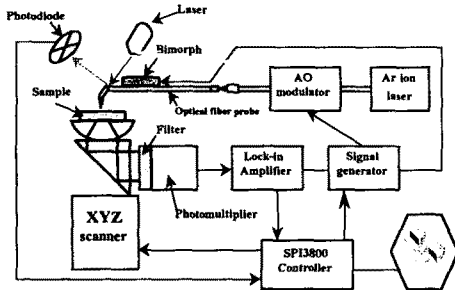 Laser
Photodiode
Bimorph
Sample
Optical fiber probe
AO
modulator
Ar ion
laser
Filter
Lock-in
Amplifier
Signal
generator
Photomultiplier
XYZ
scanner
SPI3800
Controller